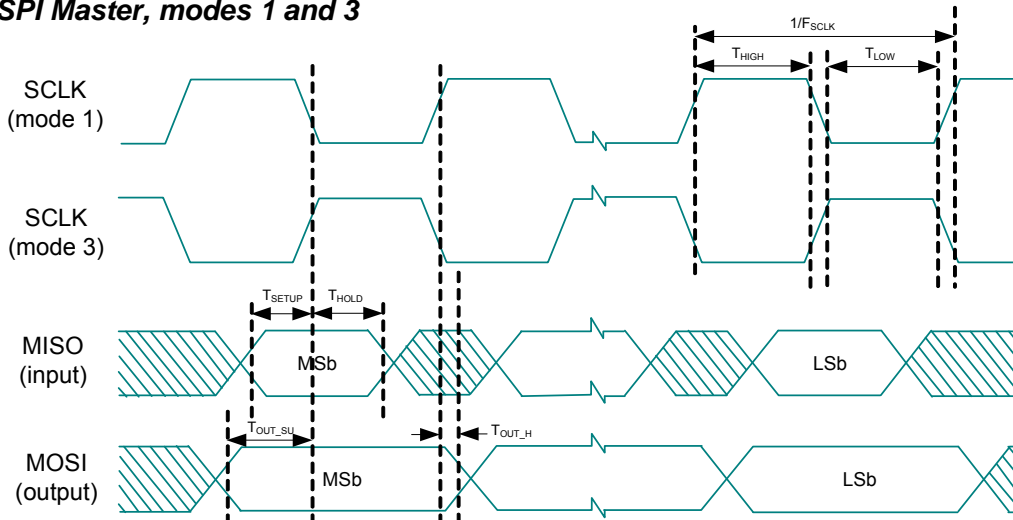 SPI Master, modes 1 and 3
1/FSCLK
THIGH
TLOW
SCLK
(mode 1)
SCLK
(mode 3)
TSETUP
THOLD
MISO
(input)
MSb
LSb
TOUT_SU
TOUT_H
MOSI
(output)
MSb
LSb